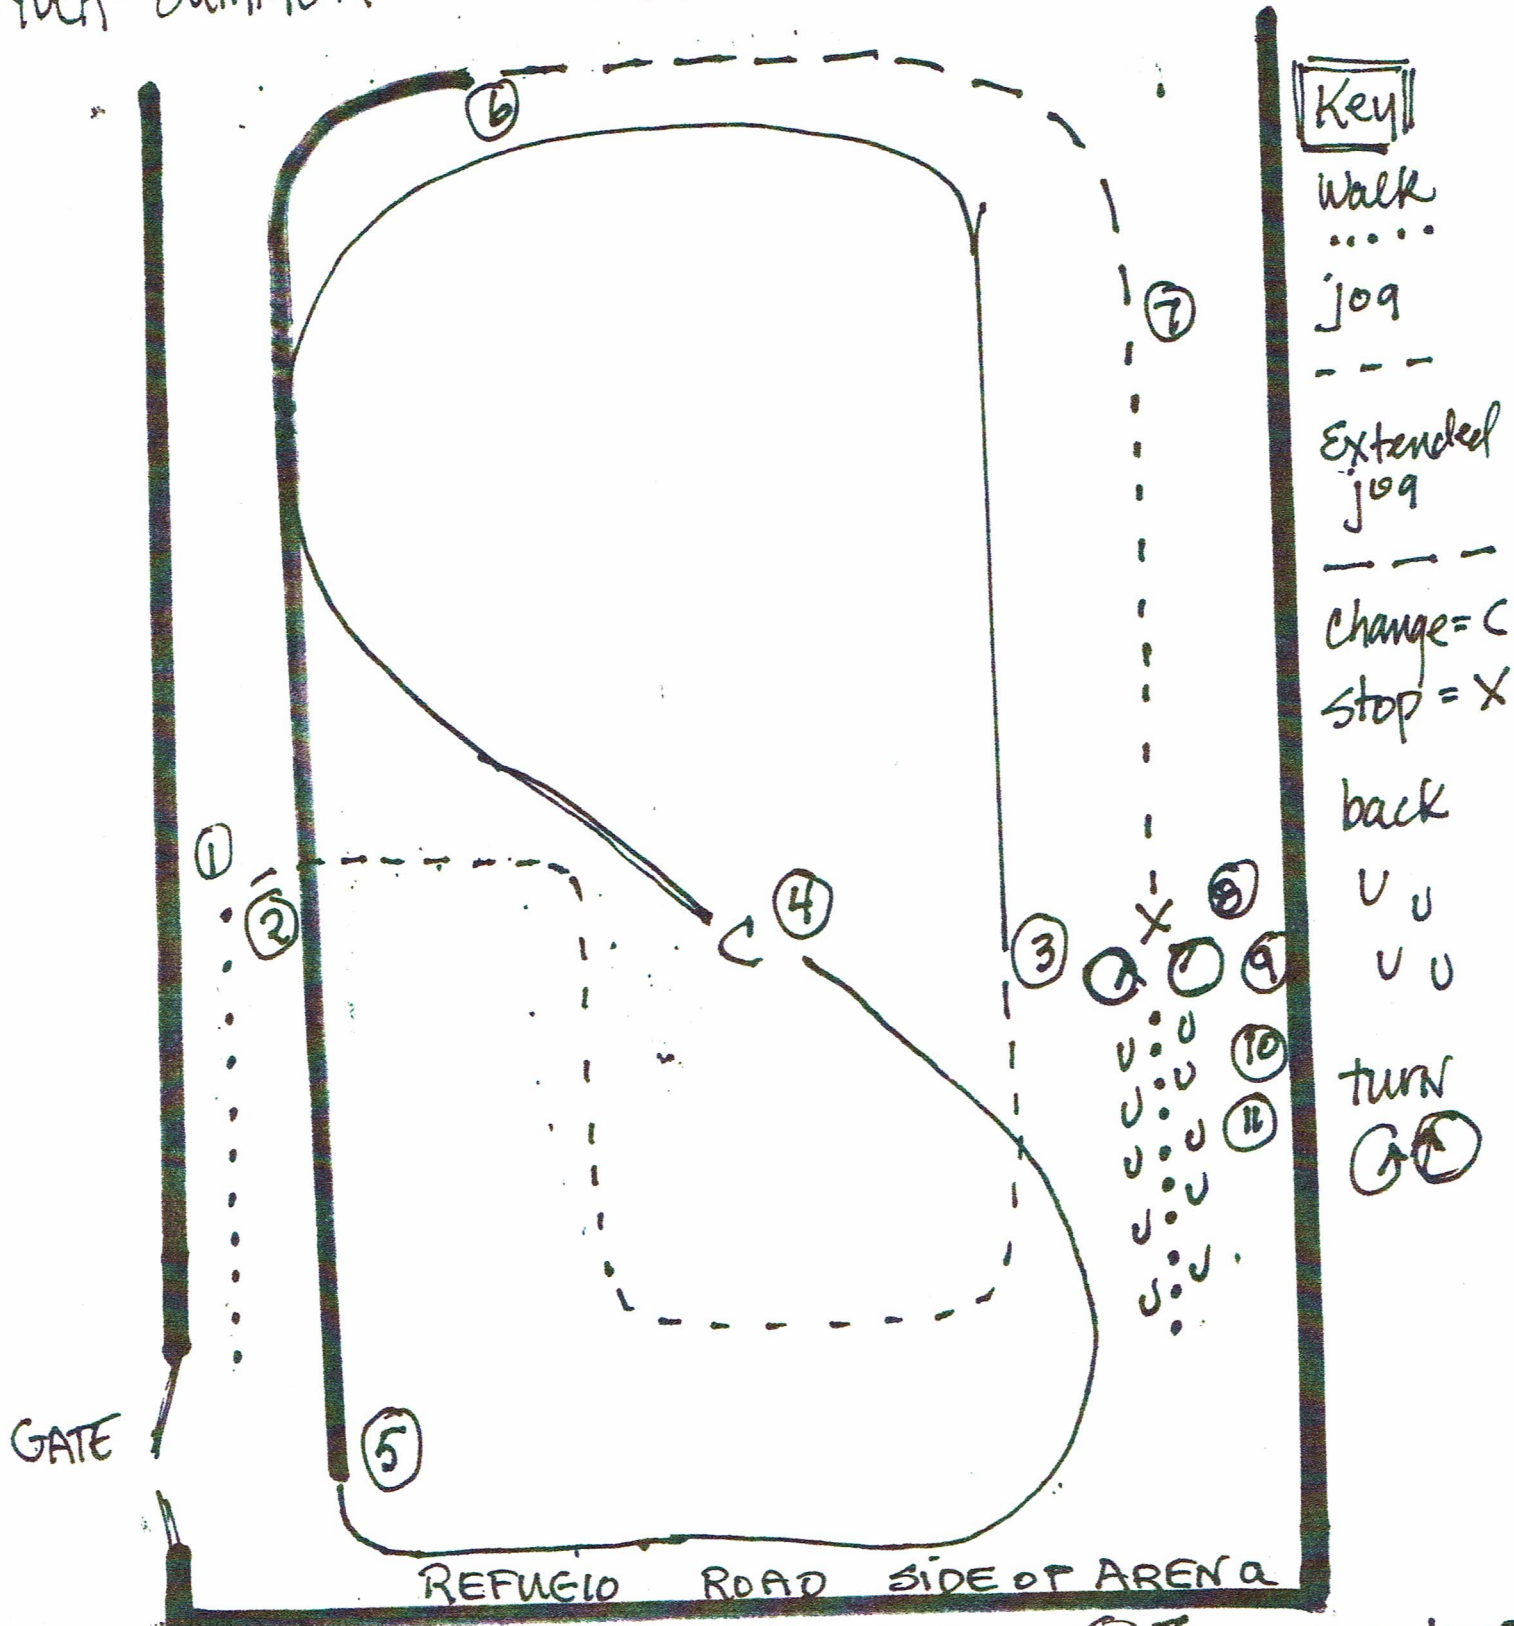 Key
Walk
jog
Extended
jog
Change = C
Stop = X
back
turn
6
7
1
2
C 4
3
X 8
9
10
11
GATE
5
REFUGIO ROAD SIDE OF ARENA